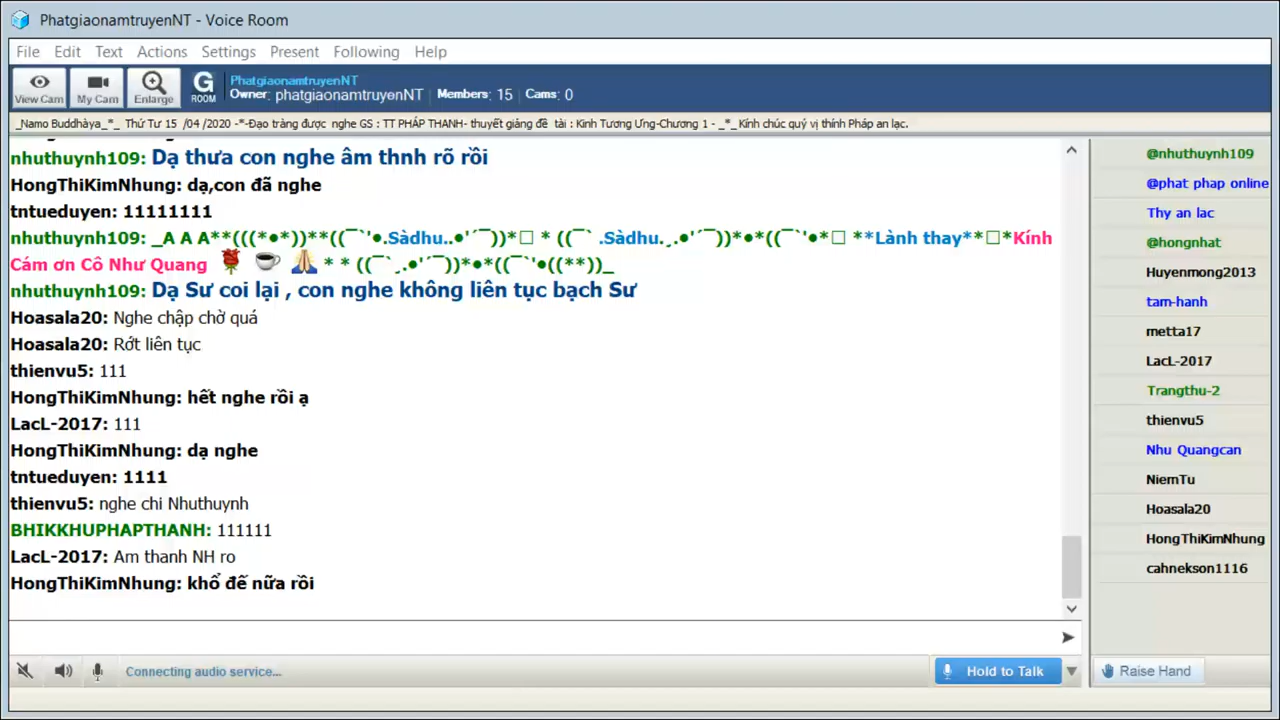 PhatgiaonamtruyenNT - Voice Room
File Edit Text Actions Settings Present Following Help
View Cam My Cam Enlarge G ROOM PhatgiaonamtruyenNT
Owner: phatgiaonamtruyenNT Members: 15 Cams: 0
_Namo Buddhàya_*_ Thứ Tư 15 /04 /2020 -*-Đạo tràng được nghe GS : TT PHÁP THANH- thuyết giảng đề tài : Kinh Tương Ưng-Chương 1 - _*_ Kính chúc quý vị thính Pháp an lạc.
nhuthuynh109: Dạ thưa con nghe âm thnh rõ rồi
HongThiKimNhung: dạ,con đã nghe
tntueduyen: 11111111
nhuthuynh109: _A A A**(((*•*))**((¯`'•.Sàdhu..•'´¯))*□ * ((¯` .Sàdhu.¸.•'´¯))*•*((¯`'•*□ **Lành thay**□*Kính
Cám ơn Cô Như Quang 🌹 ☕ 🙏 * * ((¯`¸.•'´¯))*•*((¯`'•((**))_
nhuthuynh109: Dạ Sư coi lại , con nghe không liên tục bạch Sư
Hoasala20: Nghe chập chờ quá
Hoasala20: Rớt liên tục
thienvu5: 111
HongThiKimNhung: hết nghe rồi ạ
LacL-2017: 111
HongThiKimNhung: dạ nghe
tntueduyen: 1111
thienvu5: nghe chi Nhuthuynh
BHIKKHUPHAPTHANH: 111111
LacL-2017: Am thanh NH ro
HongThiKimNhung: khổ đế nữa rồi
@nhuthuynh109
@phat phap online
Thy an lac
@hongnhat
Huyenmong2013
tam-hanh
metta17
LacL-2017
Trangthu-2
thienvu5
Nhu Quangcan
NiemTu
Hoasala20
HongThiKimNhung
cahnekson1116
Connecting audio service... Hold to Talk Raise Hand